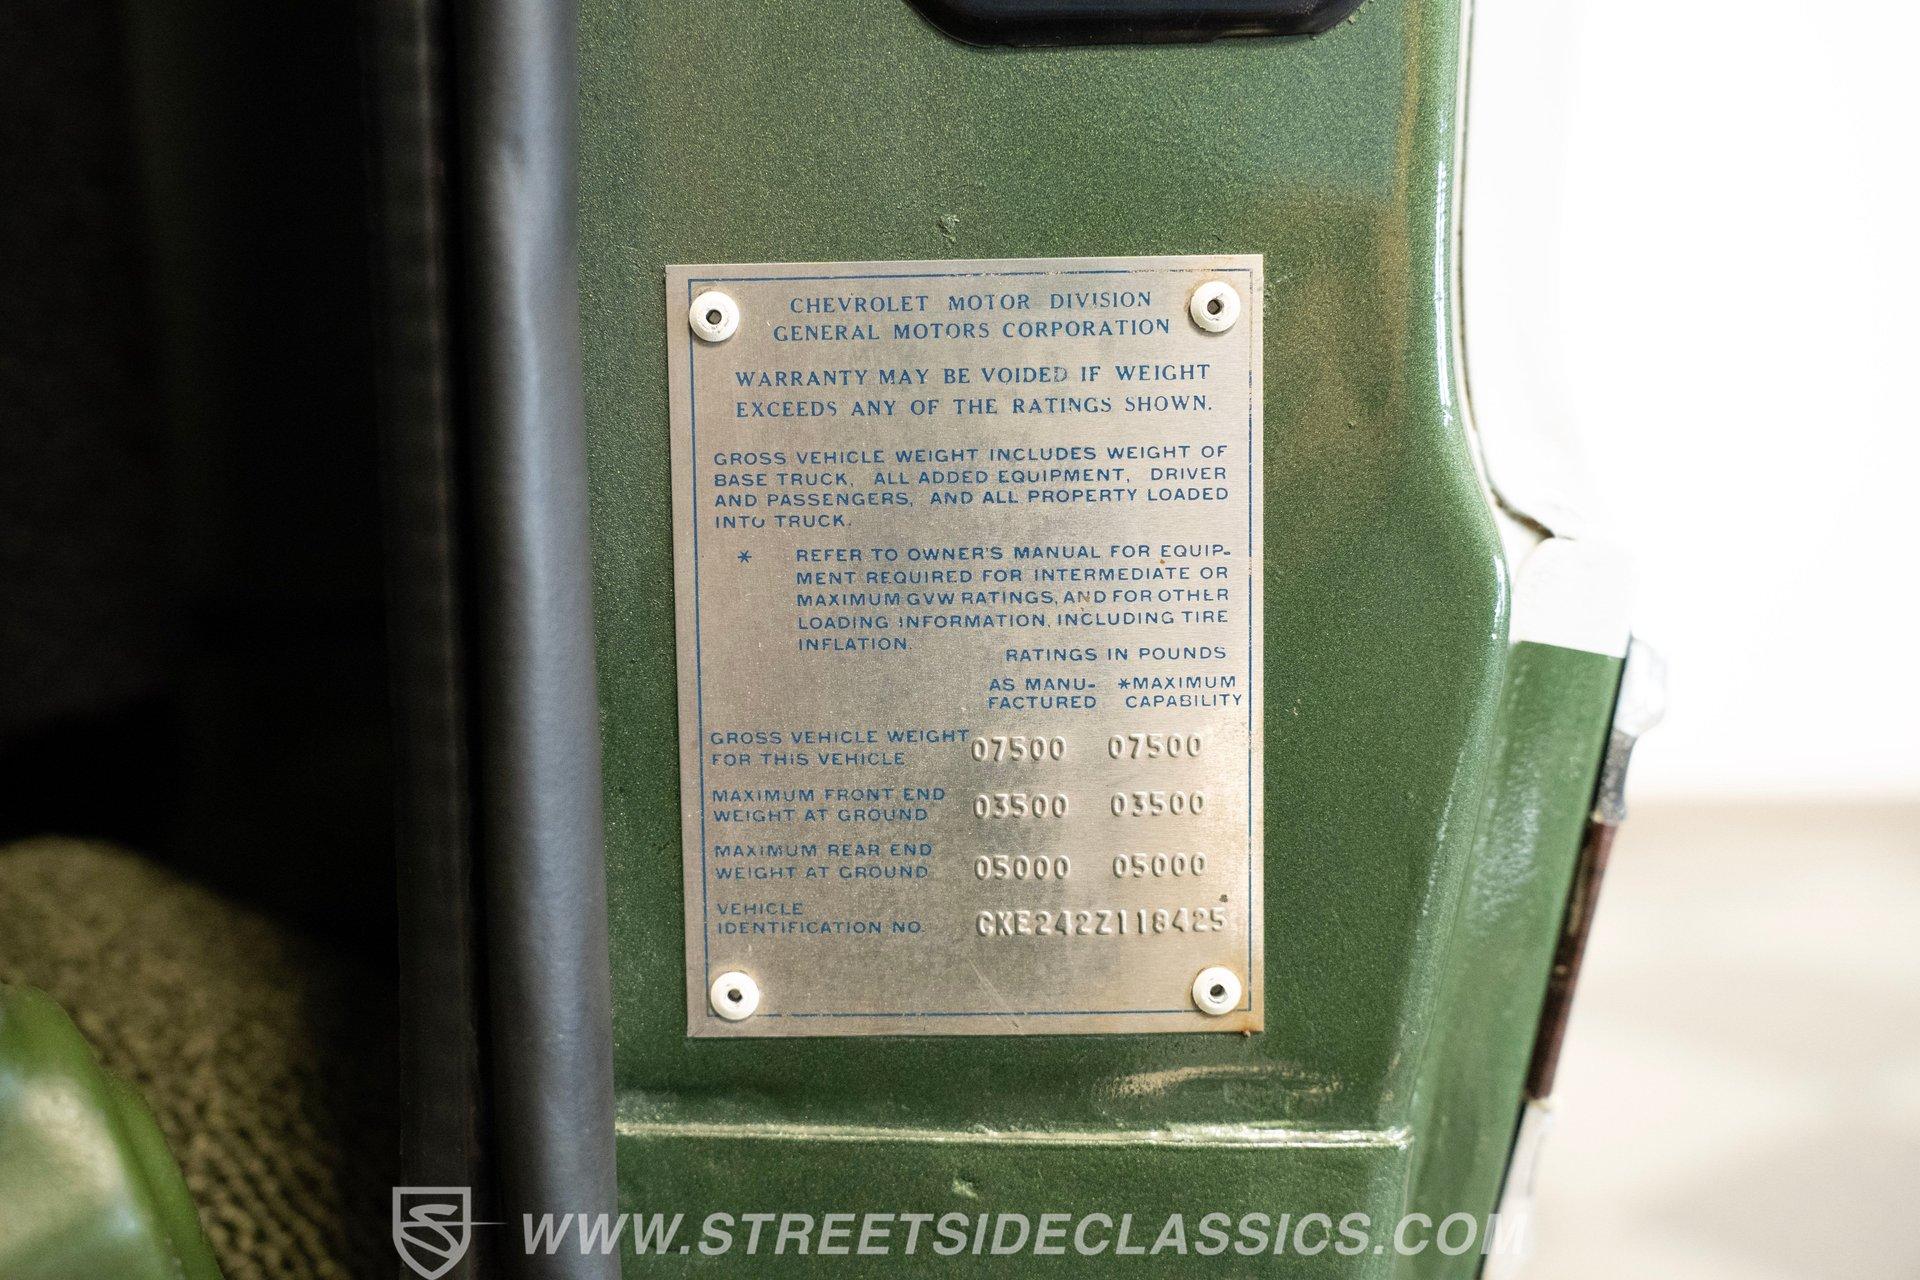 CHEVROLET MOTOR DIVISION
GENERAL MOTORS CORPORATION
WARRANTY MAY BE VOIDED IF WEIGHT
EXCEEDS ANY OF THE RATINGS SHOWN.
GROSS VEHICLE WEIGHT INCLUDES WEIGHT OF
BASE TRUCK, ALL ADDED EQUIPMENT, DRIVER
AND PASSENGERS, AND ALL PROPERTY LOADED
INTO TRUCK.
* REFER TO OWNER'S MANUAL FOR EQUIP-
MENT REQUIRED FOR INTERMEDIATE OR
MAXIMUM GVW RATINGS, AND FOR OTHER
LOADING INFORMATION, INCLUDING TIRE
INFLATION.
RATINGS IN POUNDS
AS MANU- *MAXIMUM
FACTURED CAPABILITY
GROSS VEHICLE WEIGHT
FOR THIS VEHICLE 07500 07500
MAXIMUM FRONT END
WEIGHT AT GROUND 03500 03500
MAXIMUM REAR END
WEIGHT AT GROUND 05000 05000
VEHICLE
IDENTIFICATION NO. CKE242Z118425
WWW.STREETSIDECLASSICS.COM